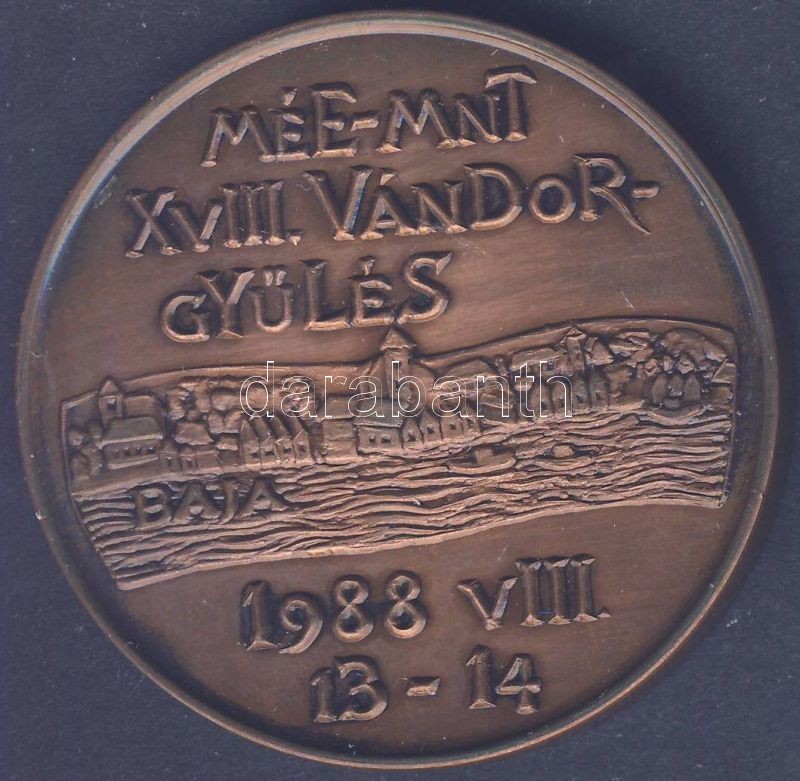 MÉE-MNT
XVIII. VÁNDOR-
GYŰLÉS
darabanth
BAJA
1988 VIII.
13-14